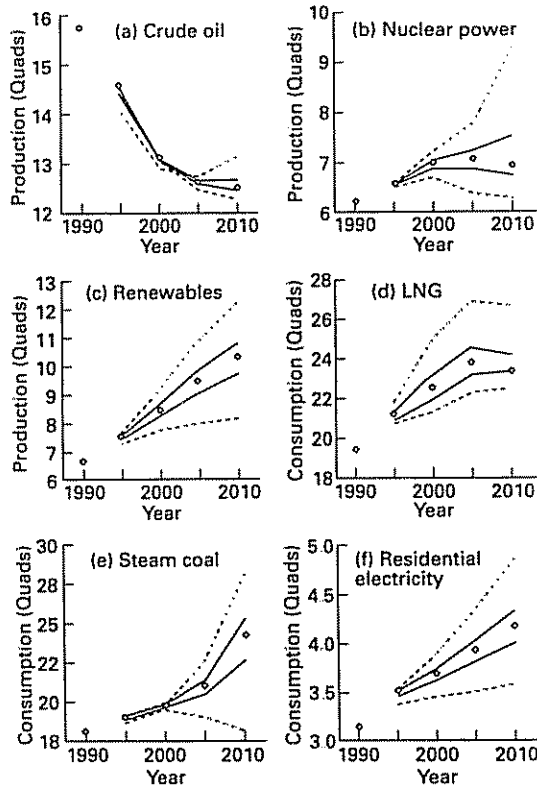 (a) Crude oil
Production (Quads)
16
15
14
13
12
1990
2000
2010
Year
(b) Nuclear power
Production (Quads)
10
9
8
7
6
1990
2000
2010
Year
(c) Renewables
Production (Quads)
13
12
11
10
9
8
7
6
1990
2000
2010
Year
(d) LNG
Consumption (Quads)
28
26
24
22
20
18
1990
2000
2010
Year
(e) Steam coal
Consumption (Quads)
30
28
25
22
20
18
1990
2000
2010
Year
(f) Residential
electricity
Consumption (Quads)
5.0
4.5
4.0
3.5
3.0
1990
2000
2010
Year